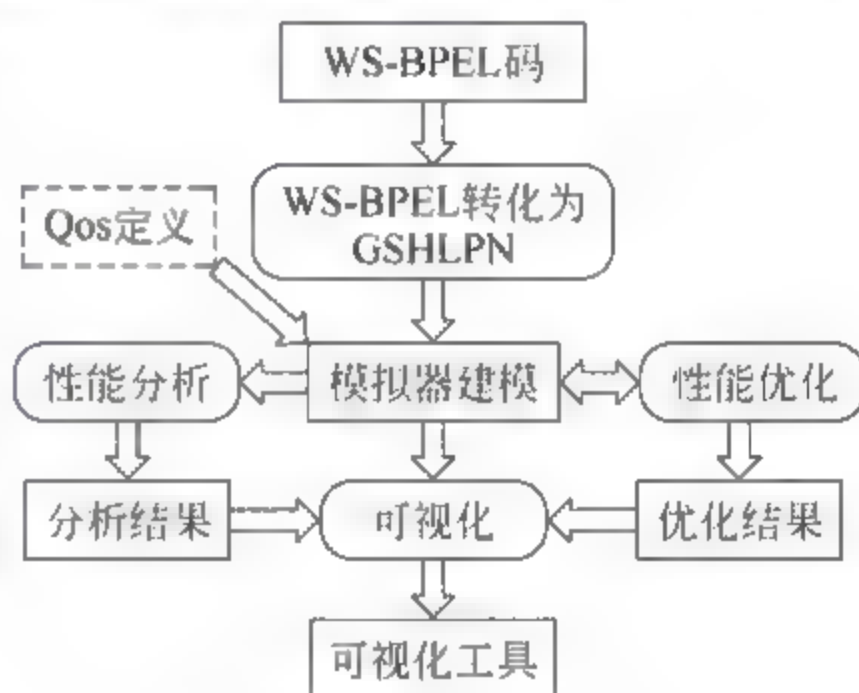 WS-BPEL码
WS-BPEL转化为
GSHLPN
Qos定义
性能分析
模拟器建模
性能优化
分析结果
可视化
优化结果
可视化工具